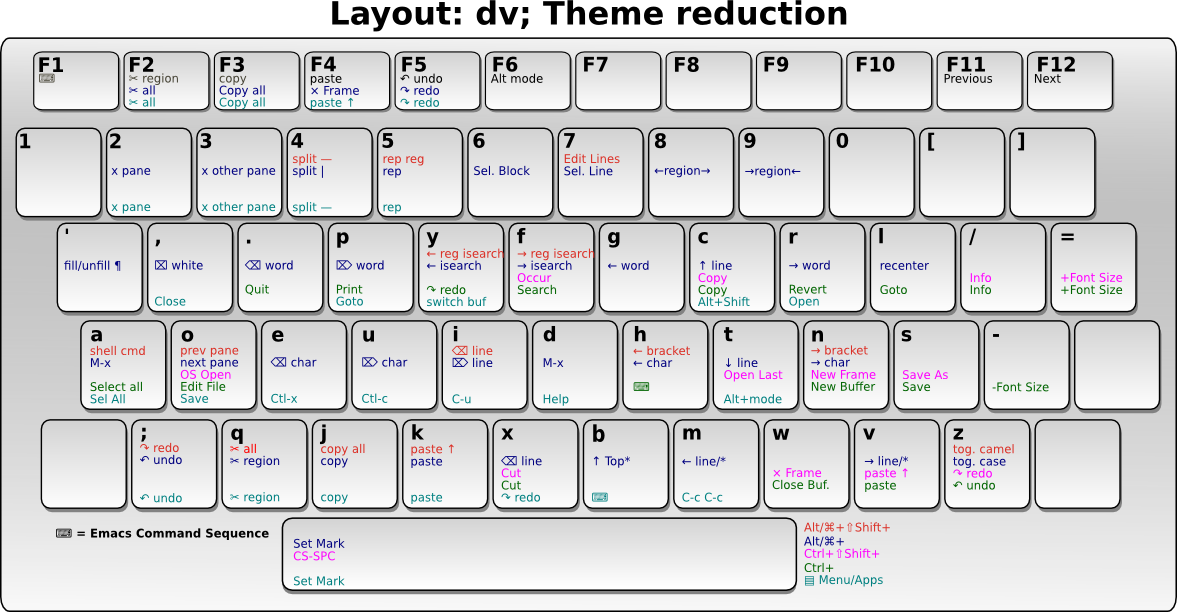 Layout: dv; Theme reduction
F1
⌨
F2
✂ region
✂ all
✂ all
F3
copy
Copy all
Copy all
F4
paste
× Frame
paste ↑
F5
↶ undo
↷ redo
↷ redo
F6
Alt mode
F7
F8
F9
F10
F11
Previous
F12
Next
1
2
x pane
x pane
3
x other pane
x other pane
4
split —
split |
split —
5
rep reg
rep
rep
6
Sel. Block
7
Edit Lines
Sel. Line
8
←region→
9
→region←
0
[
]
'
fill/unfill ¶
,
⌧ white
Close
.
⌫ word
Quit
p
⌦ word
Print
Goto
y
← reg isearch
← isearch
↷ redo
switch buf
f
→ reg isearch
→ isearch
Occur
Search
g
← word
c
↑ line
Copy
Copy
Alt+Shift
r
→ word
Revert
Open
l
recenter
Goto
/
Info
Info
=
+Font Size
+Font Size
a
shell cmd
M-x
Select all
Sel All
o
prev pane
next pane
OS Open
Edit File
Save
e
⌫ char
Ctl-x
u
⌦ char
Ctl-c
i
⌫ line
⌦ line
C-u
d
M-x
Help
h
← bracket
← char
⌨
t
↓ line
Open Last
Alt+mode
n
→ bracket
→ char
New Frame
New Buffer
s
Save As
Save
-
-Font Size
;
↷ redo
↶ undo
↶ undo
q
✂ all
✂ region
✂ region
j
copy all
copy
copy
k
paste ↑
paste
paste
x
⌫ line
Cut
Cut
↷ redo
b
↑ Top*
⌨
m
← line/*
C-c C-c
w
× Frame
Close Buf.
v
→ line/*
paste ↑
paste
z
tog. camel
tog. case
↷ redo
↶ undo
⌨ = Emacs Command Sequence
Set Mark
CS-SPC
Set Mark
Alt/⌘+⇧Shift+
Alt/⌘+
Ctrl+⇧Shift+
Ctrl+
▤ Menu/Apps